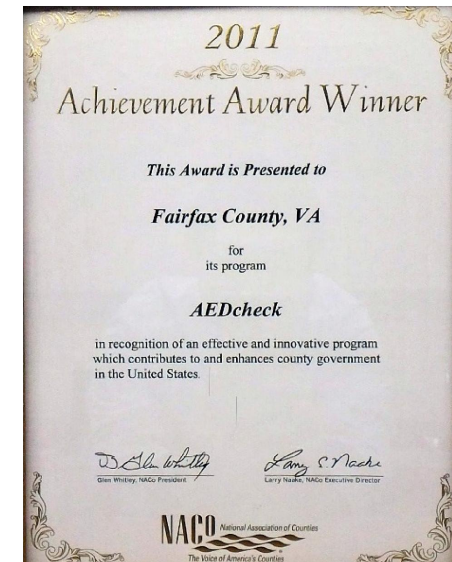 2011
Achievement Award Winner
This Award is Presented to
Fairfax County, VA
for
its program
AEDcheck
in recognition of an effective and innovative program
which contributes to and enhances county government
in the United States.
Glen Whitley, NACo President
Larry Naake, NACo Executive Director
NACO National Association of Counties
The Voice of America's Counties